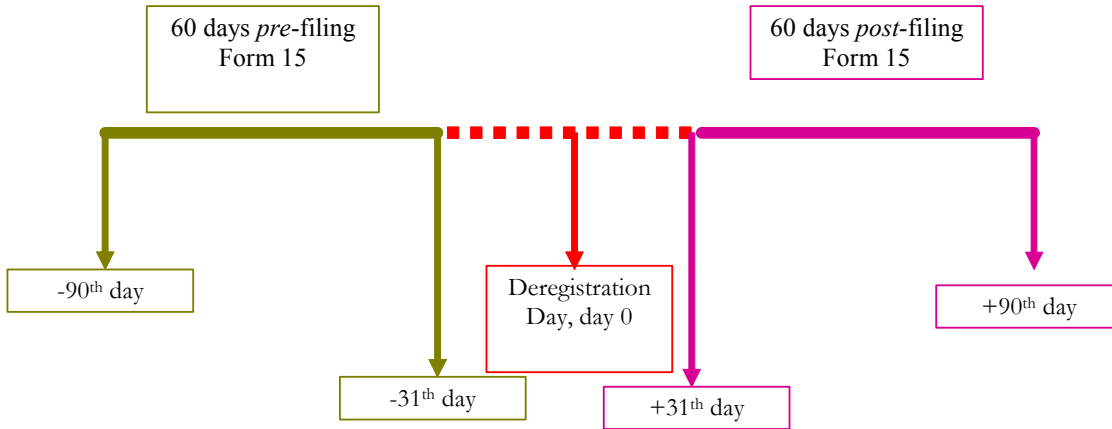 60 days pre-filing
Form 15
60 days post-filing
Form 15
-90th day
Deregistration
Day, day 0
+90th day
-31th day
+31th day